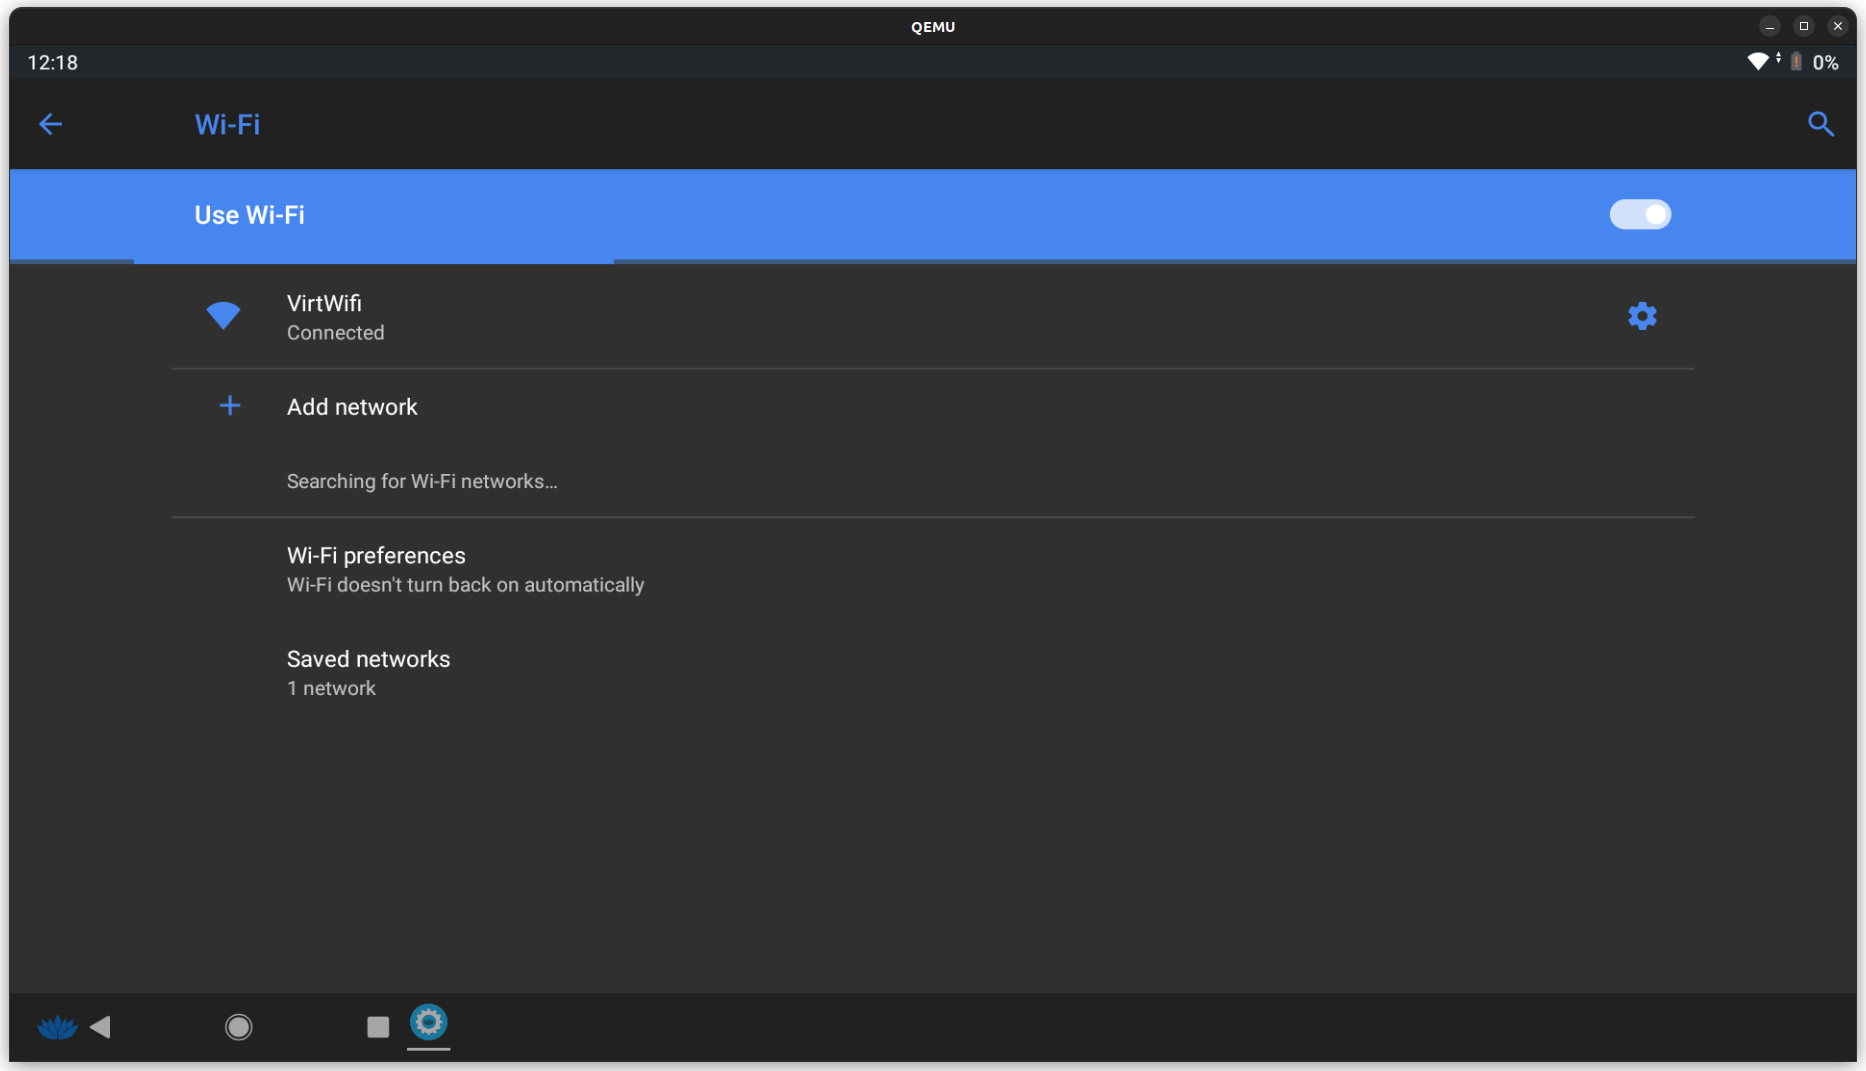 QEMU
12:18
0%
Wi-Fi
Use Wi-Fi
VirtWifi
Connected
Add network
Searching for Wi-Fi networks…
Wi-Fi preferences
Wi-Fi doesn't turn back on automatically
Saved networks
1 network